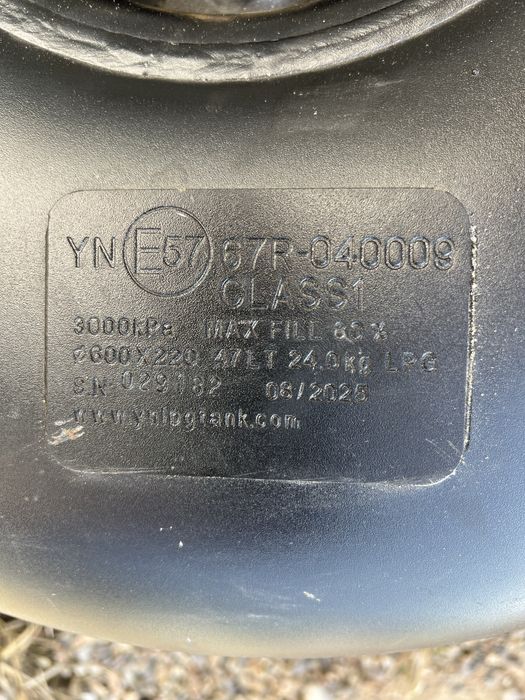 YN E57 67R-040009
CLASS1
3000kPa MAX FILL 80%
Ø600X220 47LT 24.0kg LPG
S.N 029182 08/2025
www.ynlpgtank.com